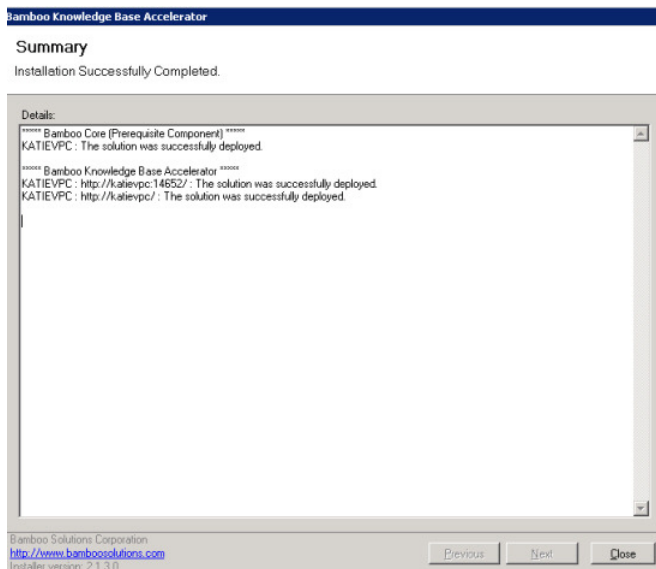 Bamboo Knowledge Base Accelerator
Summary
Installation Successfully Completed.
Details:
***** Bamboo Core (Prerequisite Component) *****
KATIEVPC : The solution was successfully deployed.
***** Bamboo Knowledge Base Accelerator *****
KATIEVPC : http://katievpc:14652/ : The solution was successfully deployed.
KATIEVPC : http://katievpc/ : The solution was successfully deployed.
Bamboo Solutions Corporation
http://www.bamboosolutions.com
Installer version: 2.1.3.0
Previous Next Close